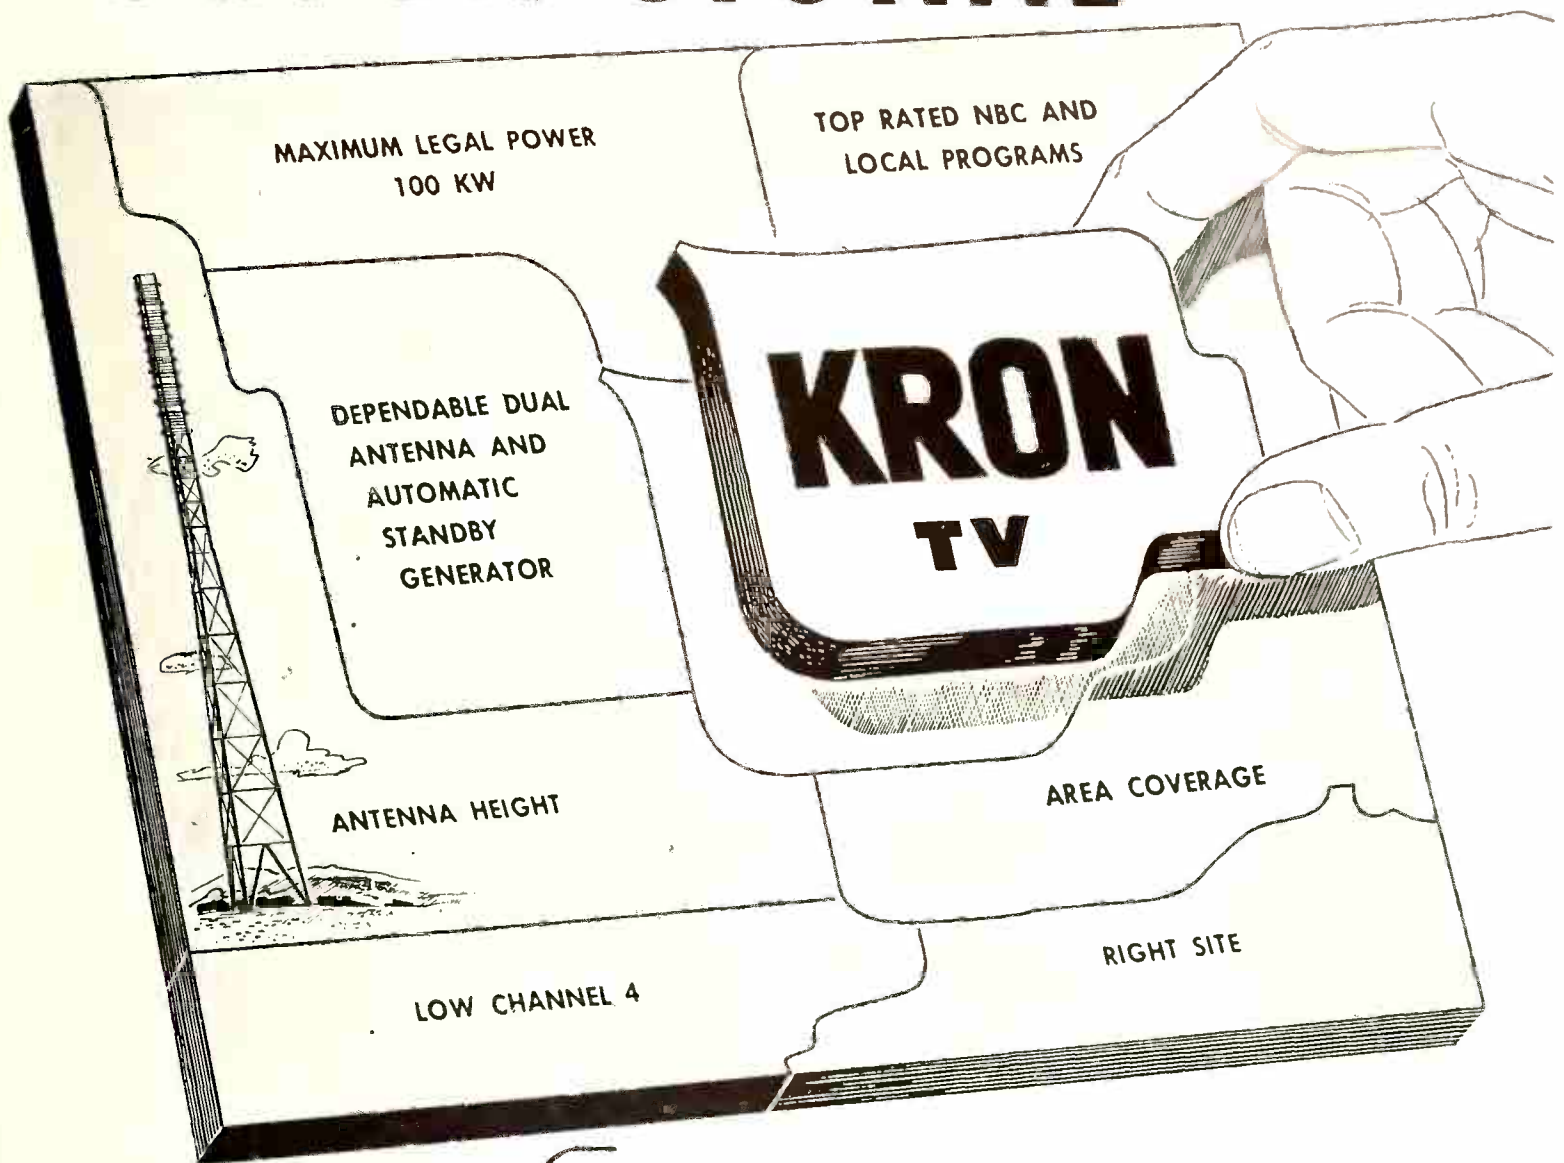 MAXIMUM LEGAL POWER
100 KW
TOP RATED NBC AND
LOCAL PROGRAMS
DEPENDABLE DUAL
ANTENNA AND
AUTOMATIC
STANDBY
GENERATOR
KRON
TV
ANTENNA HEIGHT
AREA COVERAGE
LOW CHANNEL 4
RIGHT SITE